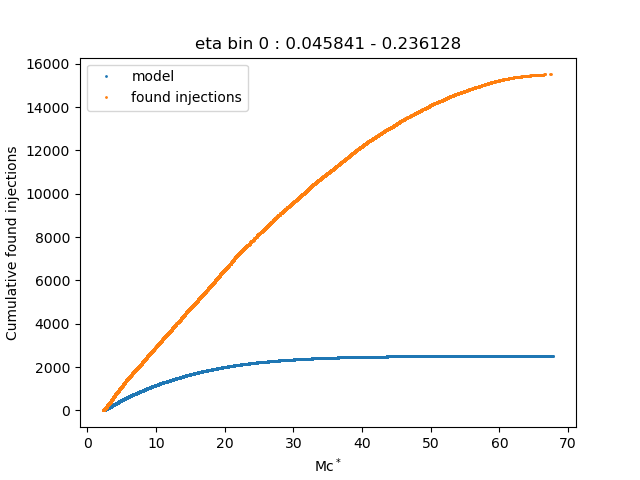 eta bin 0 : 0.045841 - 0.236128
model
found injections
Cumulative found injections
16000
14000
12000
10000
8000
6000
4000
2000
0
0 10 20 30 40 50 60 70
Mc*